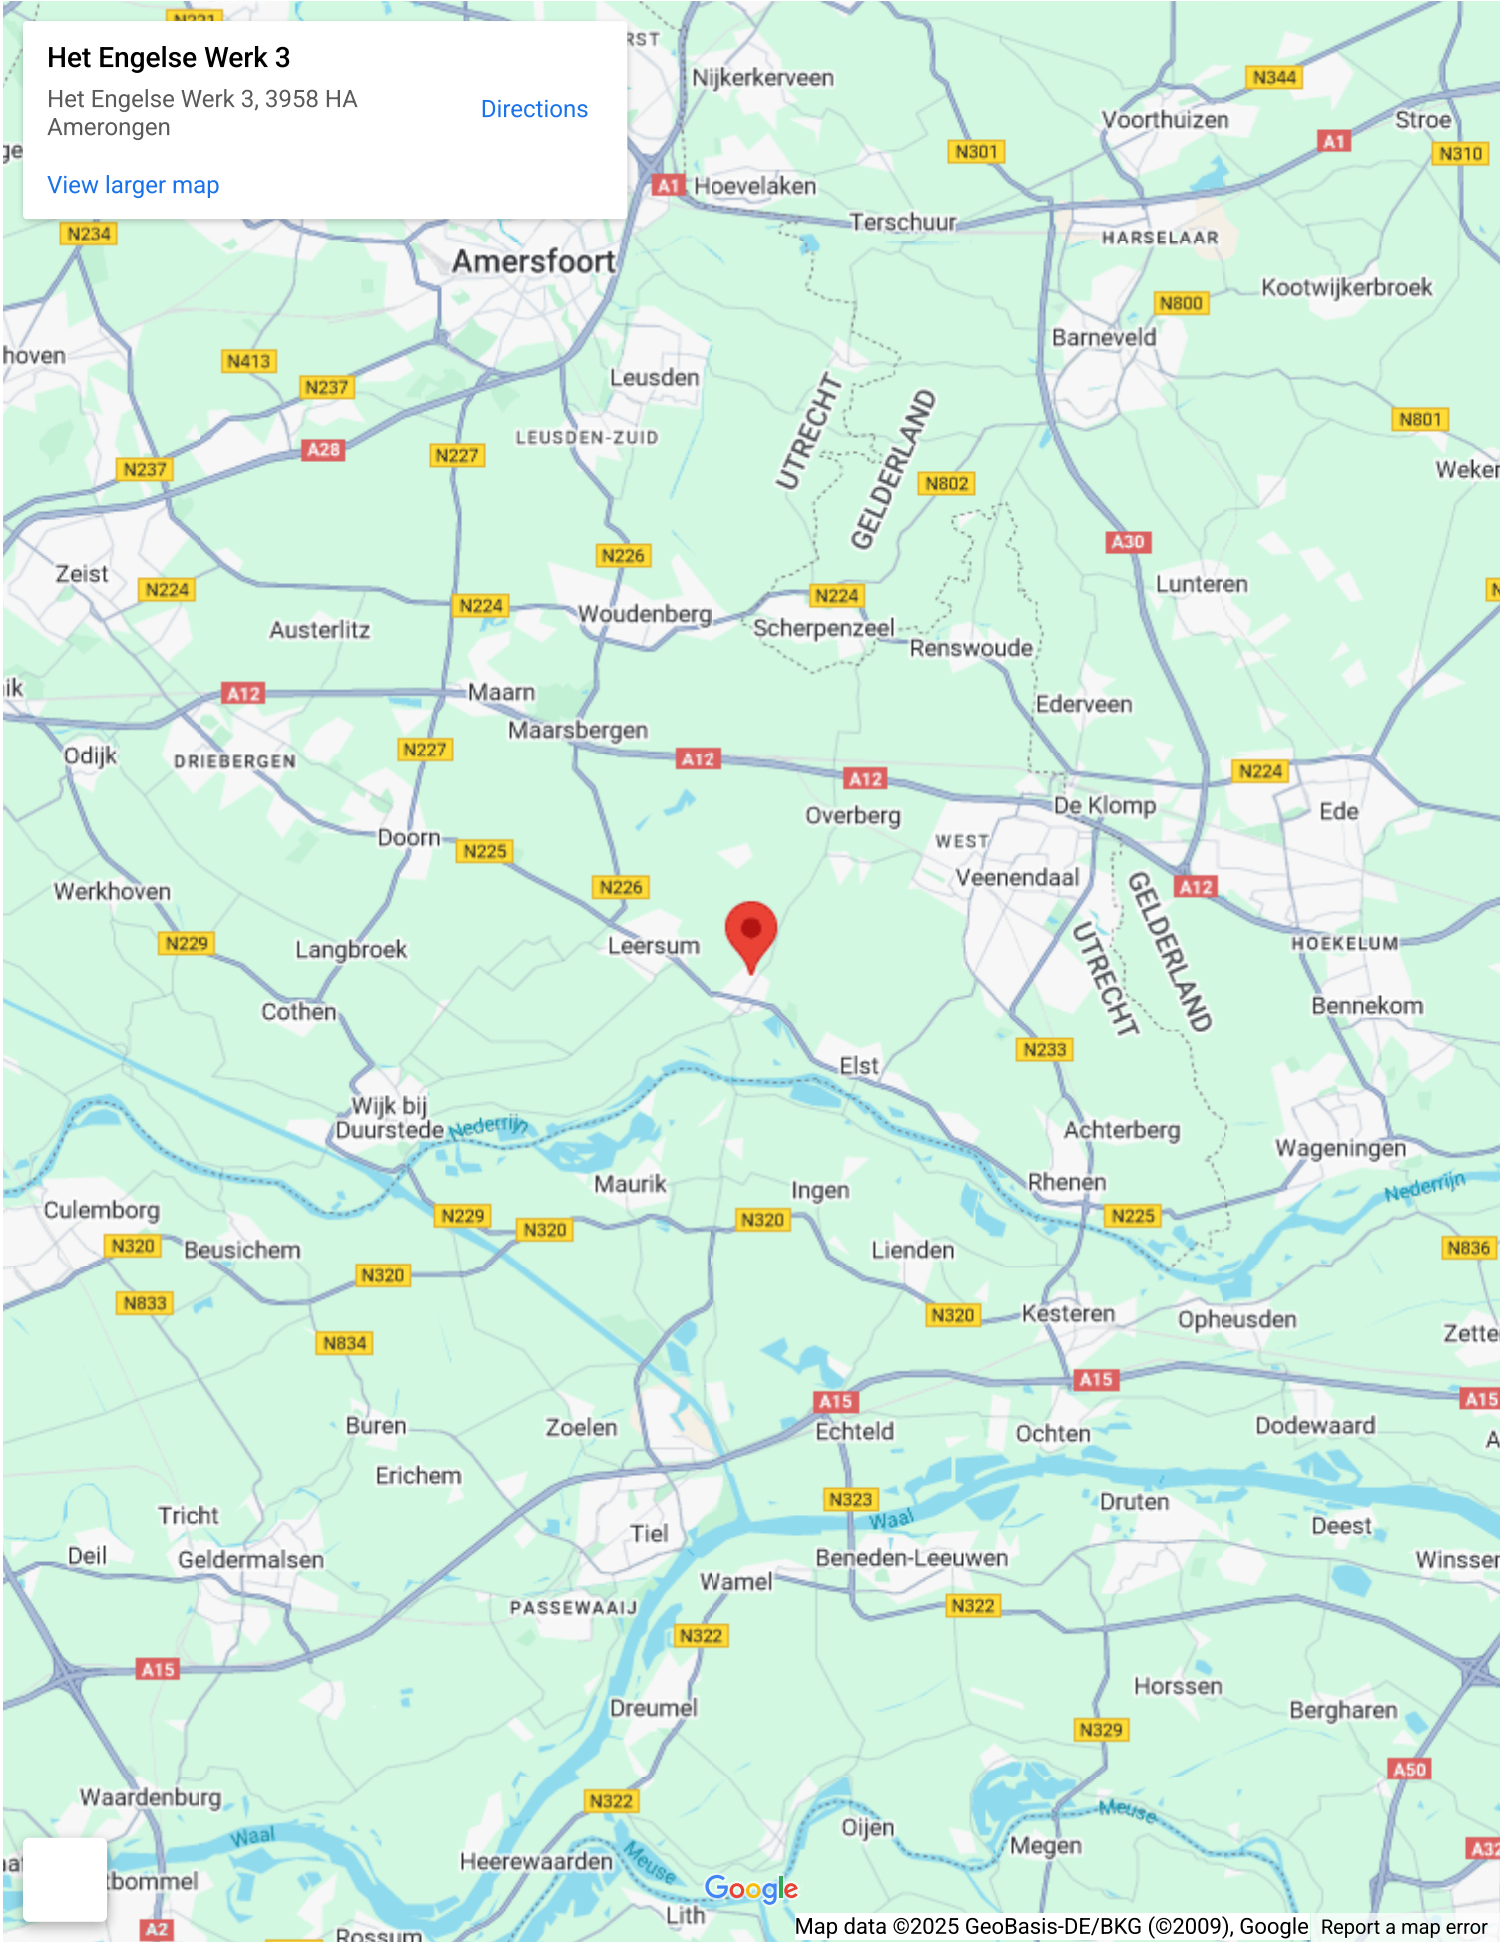 Het Engelse Werk 3
Het Engelse Werk 3, 3958 HA
Amerongen
Directions
View larger map
Nijkerkerveen
N344
Voorthuizen
Stroe
A1
N301
N310
A1
Hoevelaken
Terschuur
N234
HARSELAAR
Amersfoort
Kootwijkerbroek
N800
Barneveld
hoven
N413
Leusden
N237
UTRECHT
GELDERLAND
N801
LEUSDEN-ZUID
A28
N227
N237
N802
A30
N226
Zeist
N224
Lunteren
N224
N224
Woudenberg
Austerlitz
Scherpenzeel
Renswoude
A12
Maarn
Ederveen
Maarsbergen
N227
Odijk
DRIEBERGEN
A12
A12
N224
De Klomp
Ede
Overberg
Doorn
N225
WEST
Veenendaal
N226
A12
Werkhoven
GELDERLAND
UTRECHT
N229
Langbroek
Leersum
HOEKELUM
Cothen
Bennekom
N233
Elst
Wijk bij
Duurstede
Nederrijn
Achterberg
Wageningen
Maurik
Ingen
Rhenen
Nederrijn
Culemborg
N229
N320
N320
N225
N320
Beusichem
Lienden
N836
N320
N833
N320
Kesteren
Opheusden
N834
A15
A15
A15
Buren
Zoelen
Echteld
Ochten
Dodewaard
Erichem
N323
Druten
Tricht
Waal
Tiel
Deest
Deil
Geldermalsen
Beneden-Leeuwen
Wamel
PASSEWAAIJ
N322
N322
A15
Horssen
Dreumel
Bergharen
N329
A50
Waardenburg
N322
Meuse
Waal
Oijen
Megen
Heerewaarden
Meuse
tbommel
Google
Lith
A2
Rossum
Map data ©2025 GeoBasis-DE/BKG (©2009), Google
Report a map error